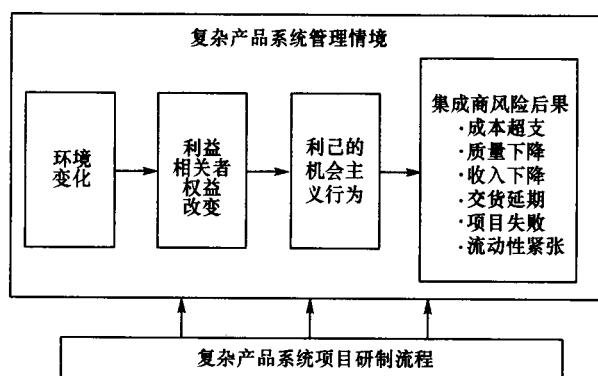 复杂产品系统管理情境
环境
变化
利益
相关者
权益
改变
利己的
机会主
义行为
集成商风险后果
·成本超支
·质量下降
·收入下降
·交货延期
·项目失败
·流动性紧张
复杂产品系统项目研制流程